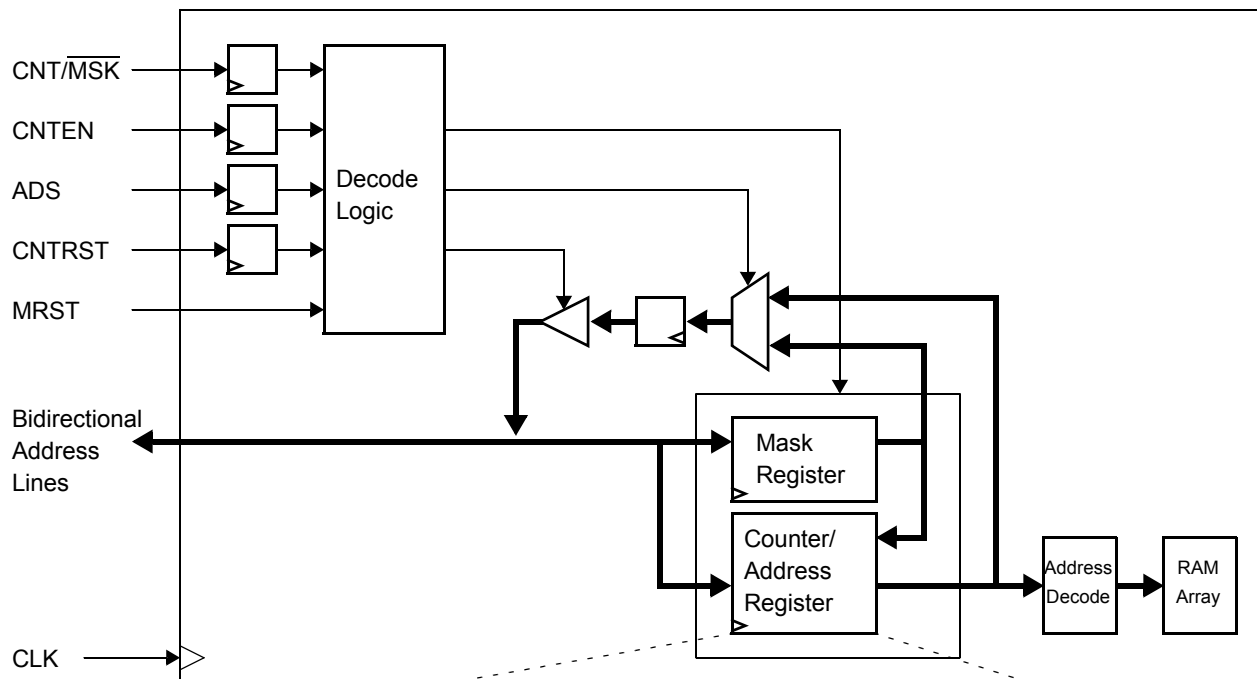 CNT/MSK
CNTEN
ADS
CNTRST
MRST
Decode
Logic
Bidirectional
Address
Lines
Mask
Register
Counter/
Address
Register
Address
Decode
RAM
Array
CLK